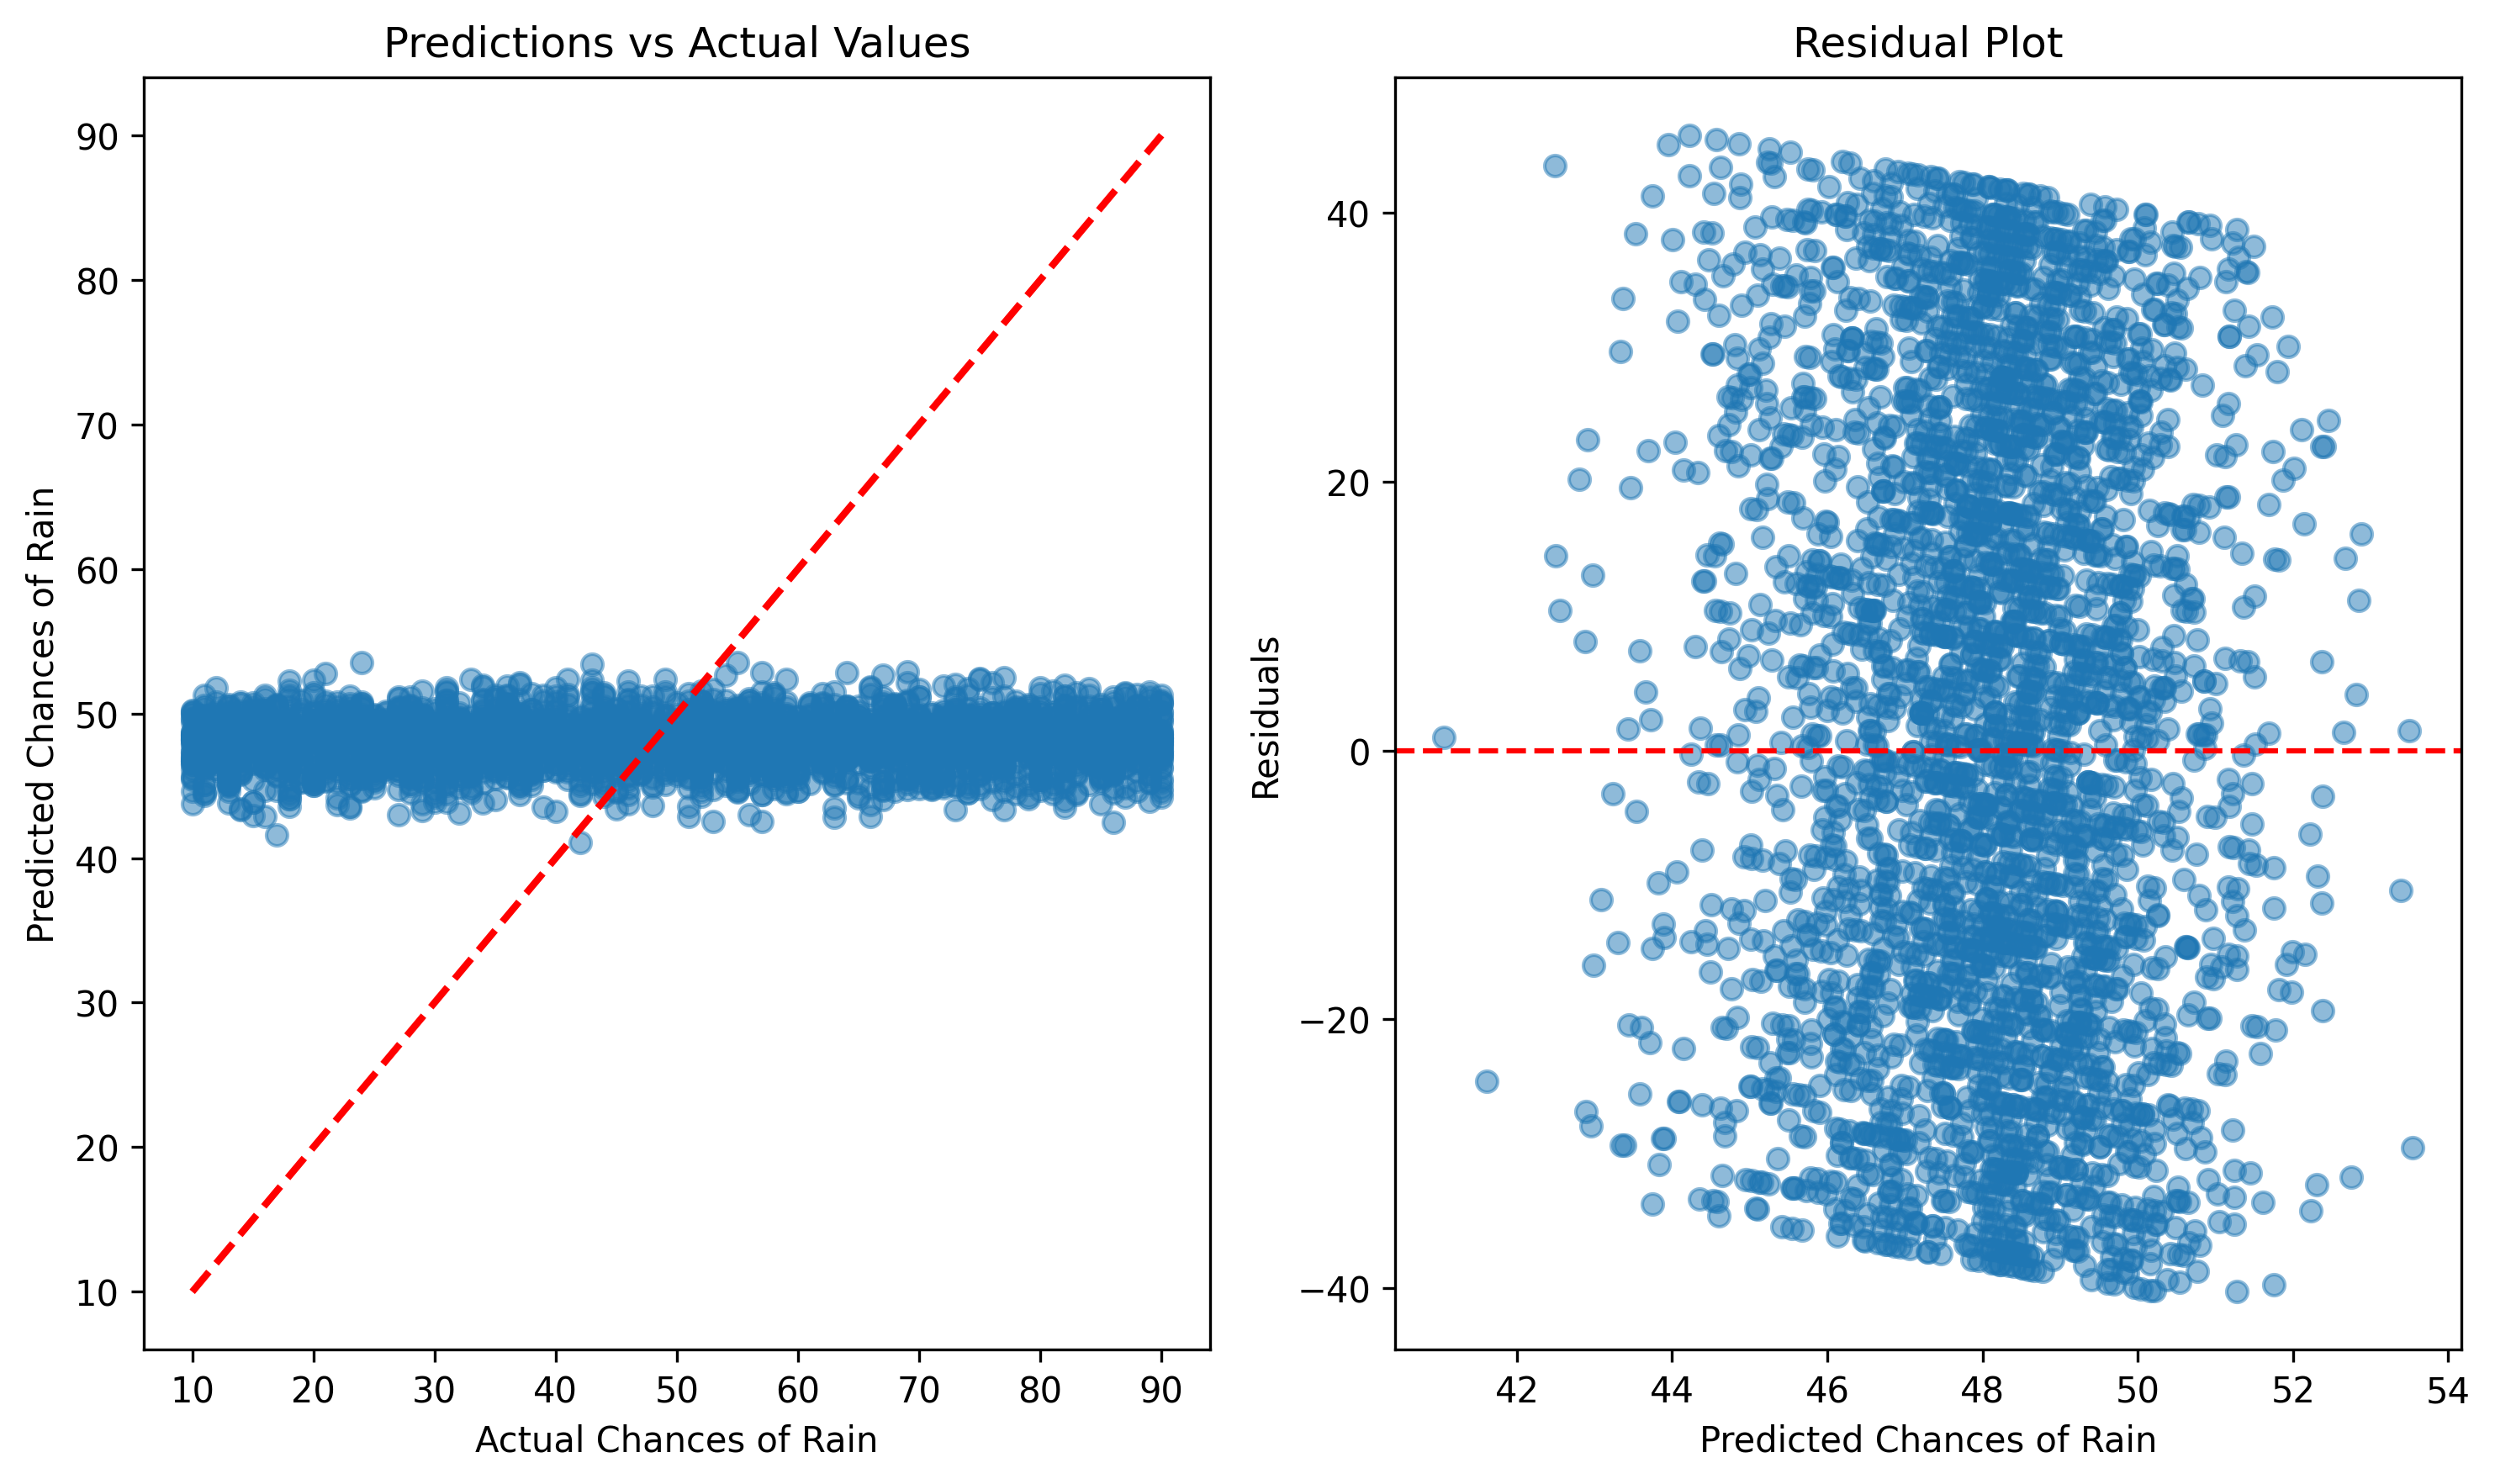 Predictions vs Actual Values
Predicted Chances of Rain
90
80
70
60
50
40
30
20
10
10 20 30 40 50 60 70 80 90
Actual Chances of Rain
Residual Plot
Residuals
40
20
0
−20
−40
42 44 46 48 50 52 54
Predicted Chances of Rain